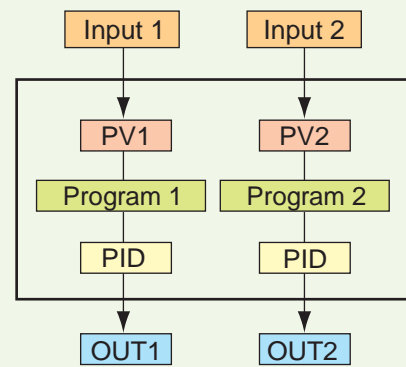 Input 1 Input 2
PV1 PV2
Program 1 Program 2
PID PID
OUT1 OUT2